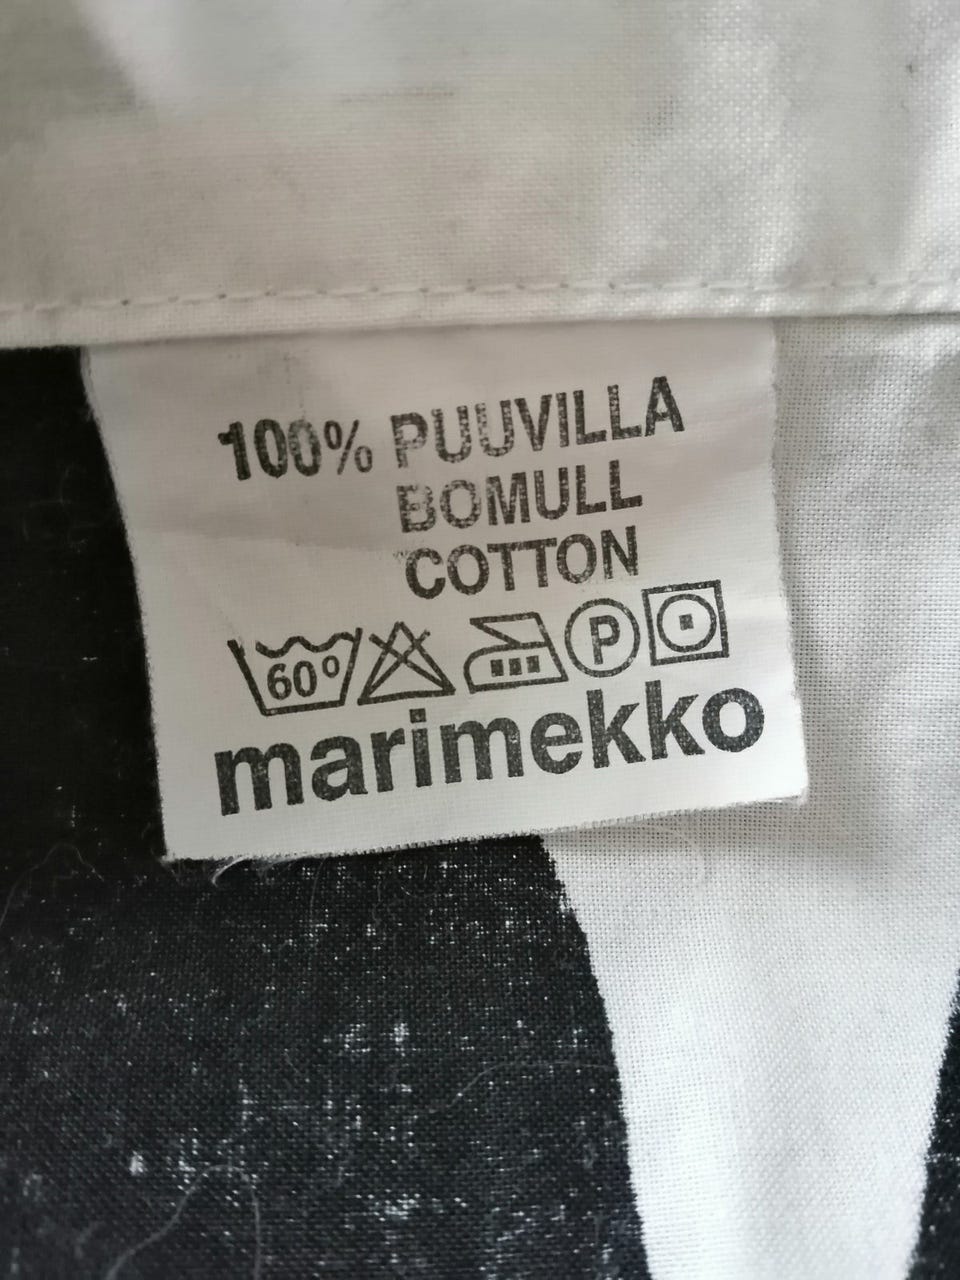 100% PUUVILLA
BOMULL
COTTON
60° P
marimekko